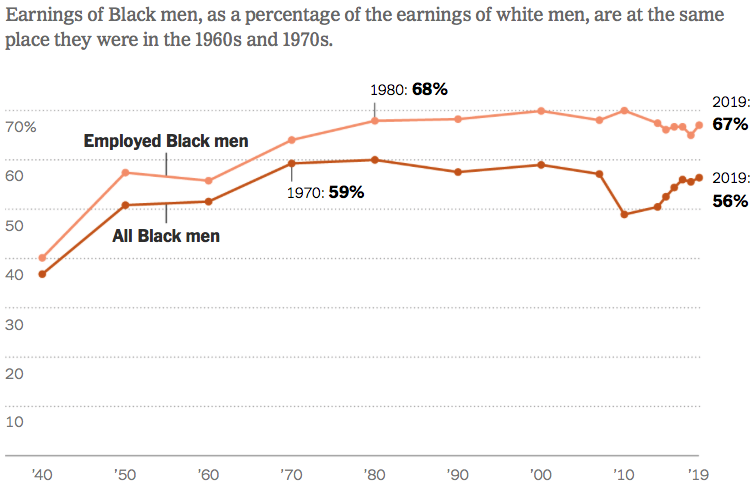 Earnings of Black men, as a percentage of the earnings of white men, are at the same
place they were in the 1960s and 1970s.
1980: 68%
2019:
67%
70%
Employed Black men
60
2019:
56%
1970: 59%
50
All Black men
40
30
20
10
'40 '50 '60 '70 '80 '90 '00 '10 '19